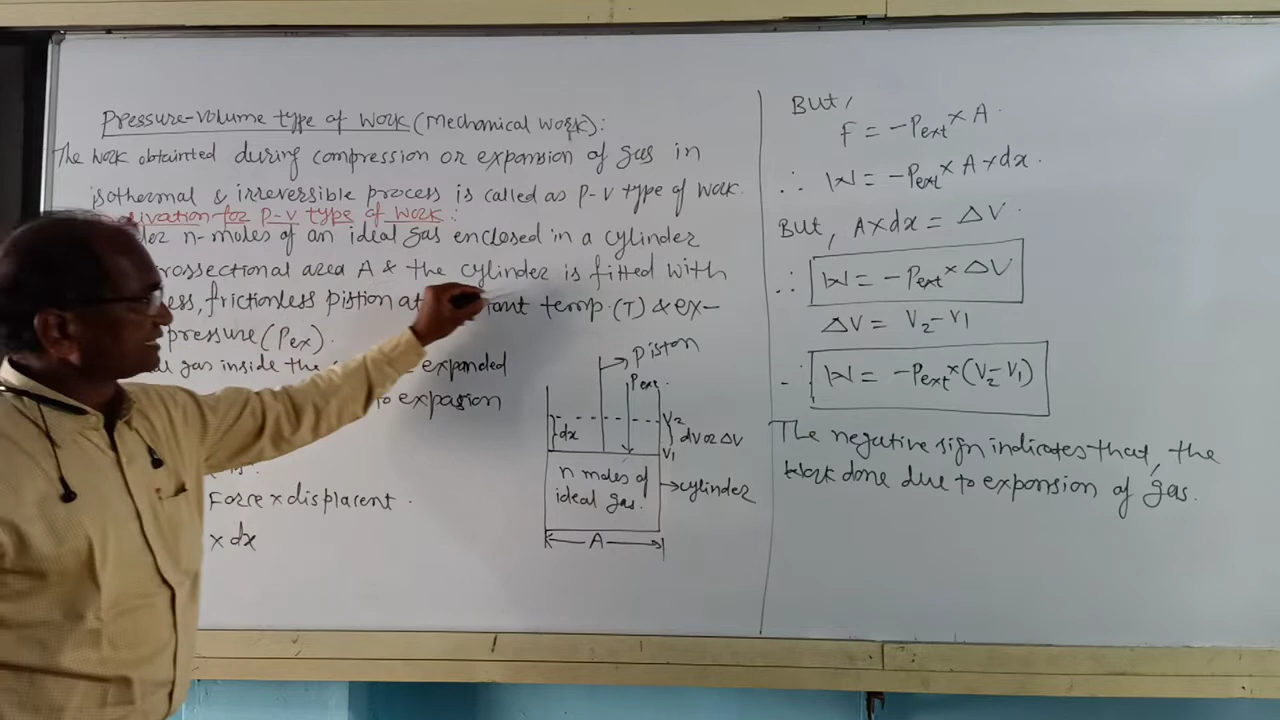 Pressure-volume type of work (Mechanical work):
The work obtainted during compression or expansion of gas in
isothermal & irreversible process is called as P-V type of work.
for P-V type of work:
n-moles of an ideal gas enclosed in a cylinder
area A & the cylinder is fitted with
frictionless pistion at temp. (T) & ex-
pressure (Pex).
gas inside the expanded
to expasion
Force × displacent.
× dx
piston
Pext.
dx
V2
dV or ΔV
V1
n moles of
ideal gas.
cylinder
A
But,
F = -Pext × A
∴ W = -Pext × A × dx.
But, A×dx = ΔV
∴ W = -Pext × ΔV
ΔV = V2-V1
∴ W = -Pext × (V2-V1)
The negative sign indicates that, the
work done due to expansion of gas.